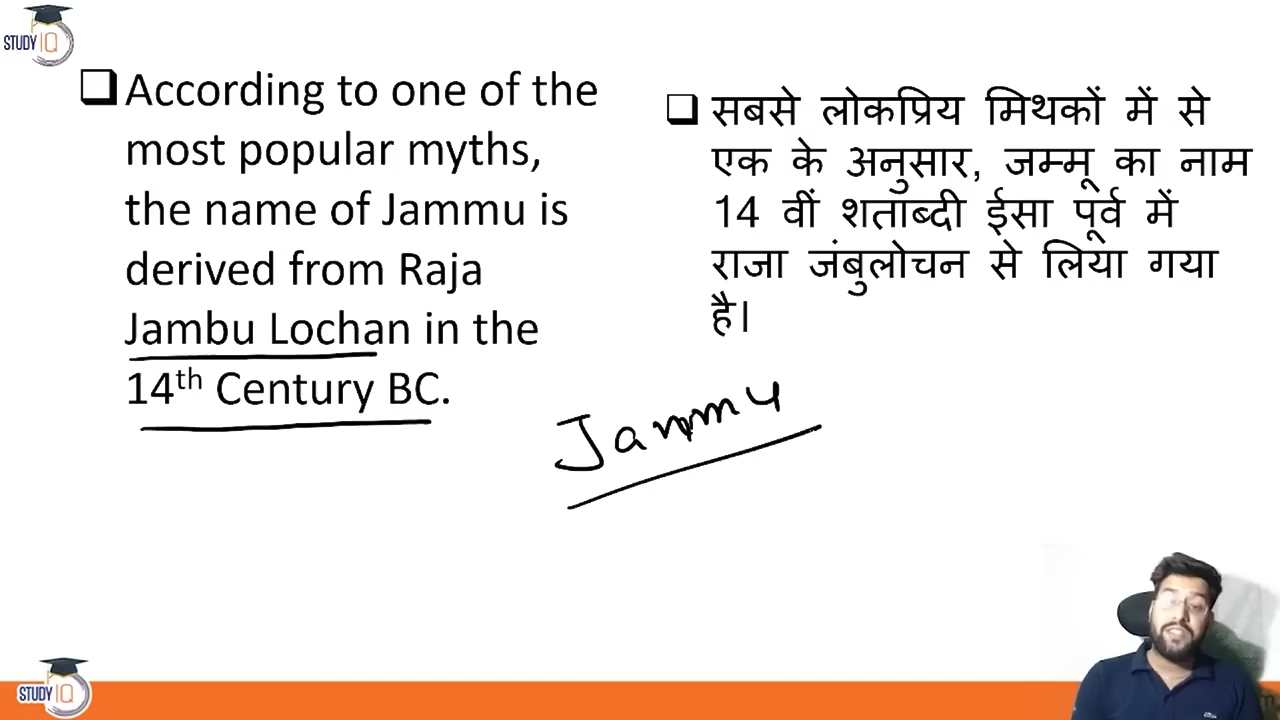 STUDY IQ
According to one of the
most popular myths,
the name of Jammu is
derived from Raja
Jambu Lochan in the
14th Century BC.
सबसे लोकप्रिय मिथकों में से
एक के अनुसार, जम्मू का नाम
14 वीं शताब्दी ईसा पूर्व में
राजा जंबुलोचन से लिया गया
है।
Jammu
STUDY IQ